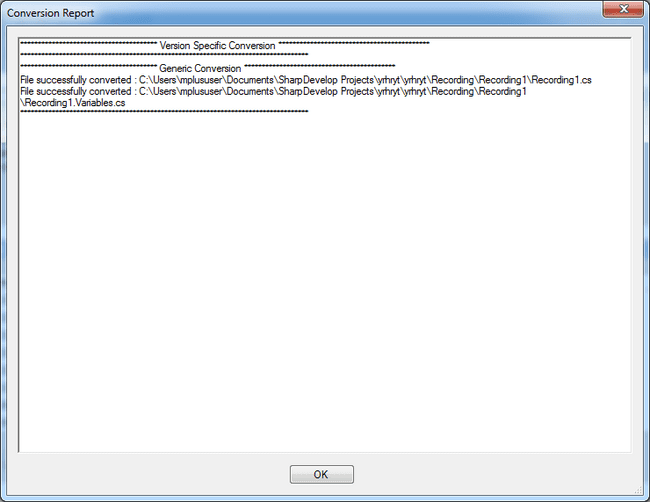 Conversion Report
**************************************** Version Specific Conversion ********************************************
************************************************************************************
**************************************** Generic Conversion ********************************************
File successfully converted : C:\Users\mplususer\Documents\SharpDevelop Projects\yrhryt\yrhryt\Recording\Recording1\Recording1.cs
File successfully converted : C:\Users\mplususer\Documents\SharpDevelop Projects\yrhryt\yrhryt\Recording\Recording1
\Recording1.Variables.cs
************************************************************************************
OK